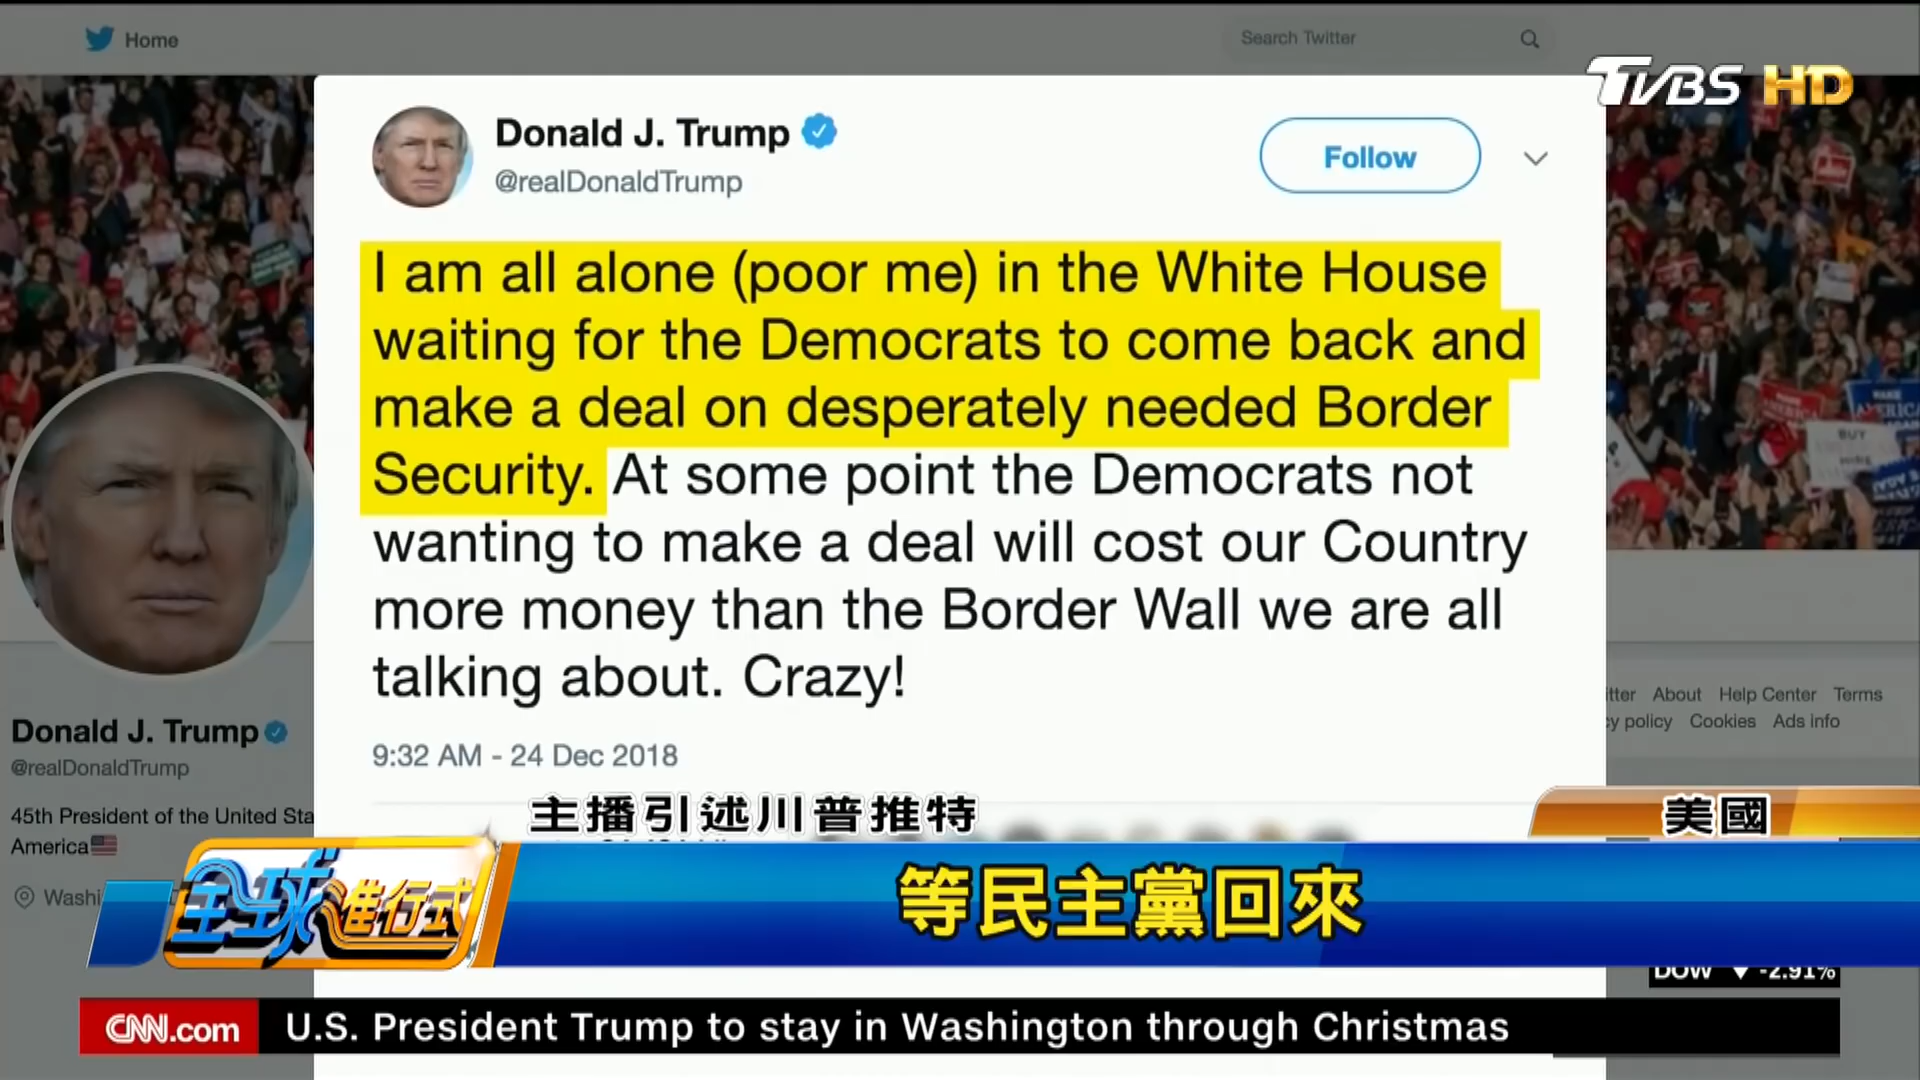 Home
Search Twitter
TVBS HD
Donald J. Trump
@realDonaldTrump
Follow
I am all alone (poor me) in the White House
waiting for the Democrats to come back and
make a deal on desperately needed Border
Security. At some point the Democrats not
wanting to make a deal will cost our Country
more money than the Border Wall we are all
talking about. Crazy!
9:32 AM - 24 Dec 2018
Donald J. Trump
@realDonaldTrump
45th President of the United Sta
America
Washi
About Help Center Terms
policy Cookies Ads info
主播引述川普推特
美國
全球進行式
等民主黨回來
DOW ▼ -2.91%
CNN.com
U.S. President Trump to stay in Washington through Christmas